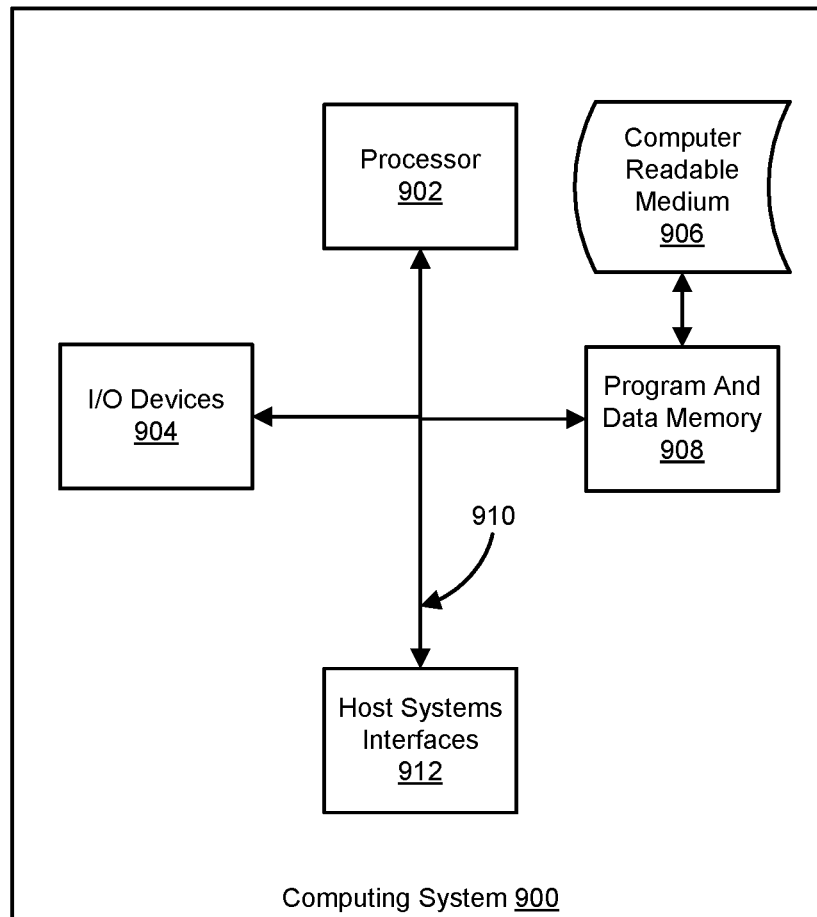 Processor
902
Computer
Readable
Medium
906
I/O Devices
904
Program And
Data Memory
908
910
Host Systems
Interfaces
912
Computing System 900